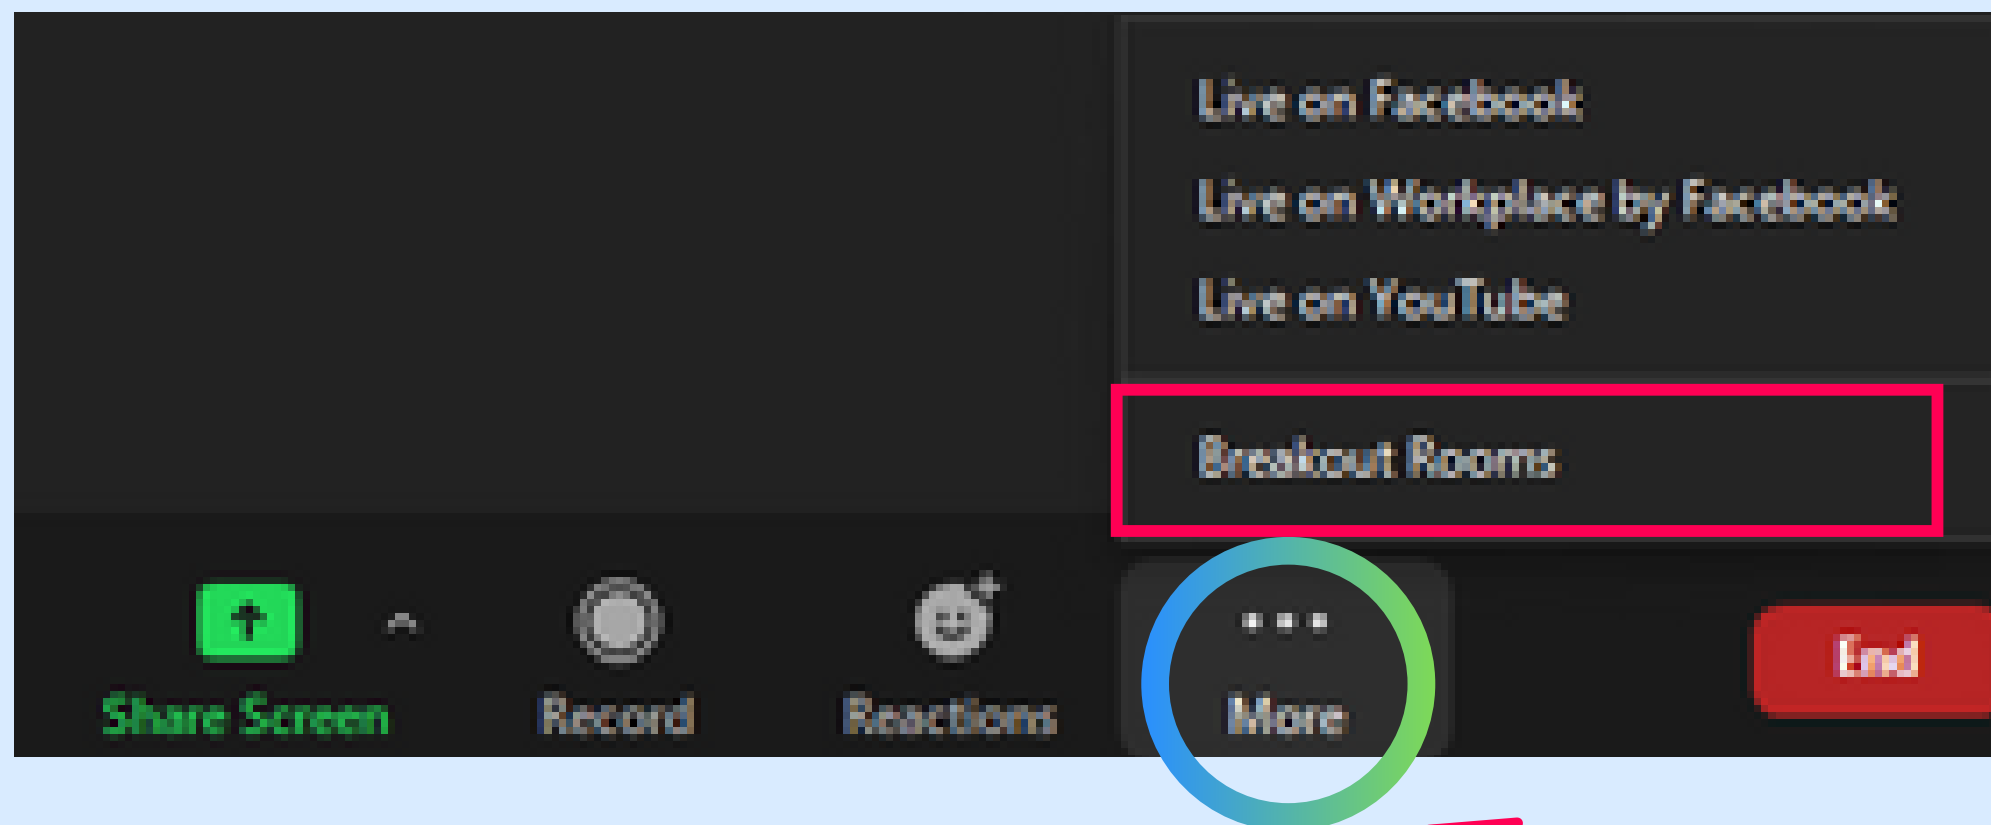 Live on Facebook
Live on Workplace by Facebook
Live on YouTube
Breakout Rooms
Share Screen
Record
Reactions
More
End